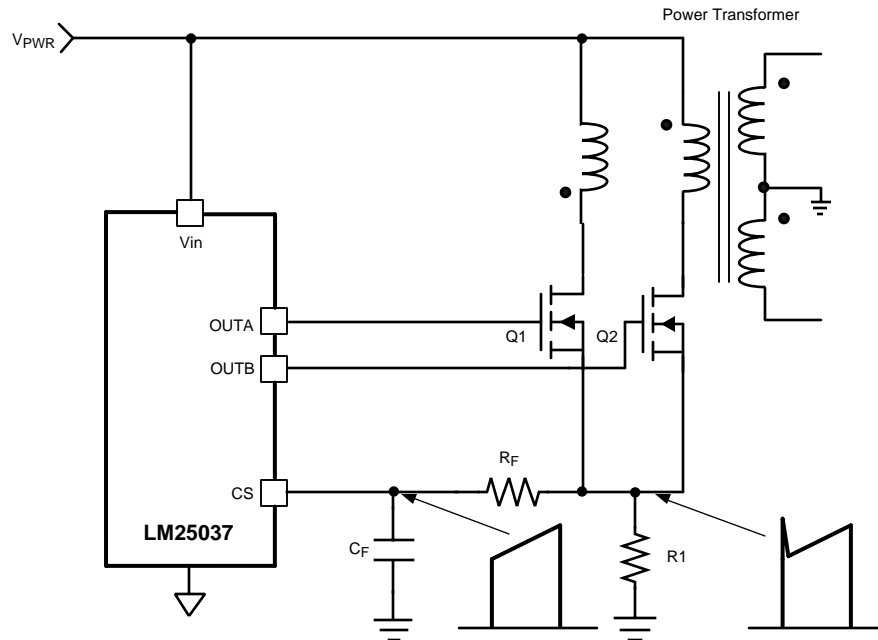 Power Transformer
VPWR
Vin
OUTA
Q1
Q2
OUTB
RF
CS
LM25037
CF
R1